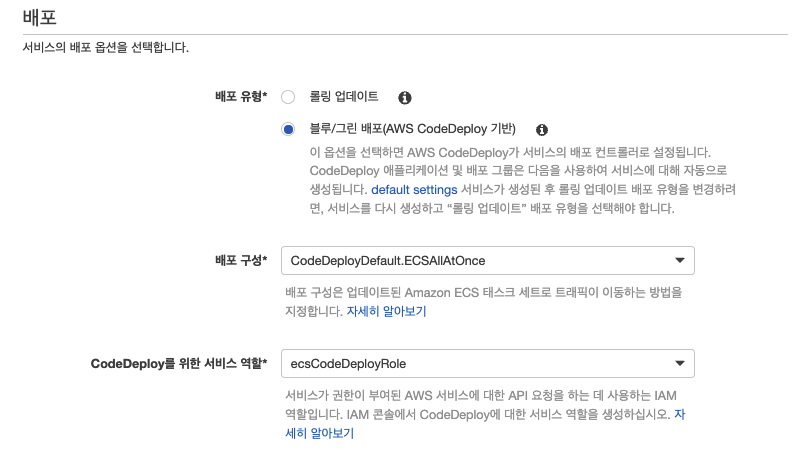 배포
서비스의 배포 옵션을 선택합니다.
배포 유형* 롤링 업데이트
블루/그린 배포(AWS CodeDeploy 기반)
이 옵션을 선택하면 AWS CodeDeploy가 서비스의 배포 컨트롤러로 설정됩니다.
CodeDeploy 애플리케이션 및 배포 그룹은 다음을 사용하여 서비스에 대해 자동으로
생성됩니다. default settings 서비스가 생성된 후 롤링 업데이트 배포 유형을 변경하려
면, 서비스를 다시 생성하고 “롤링 업데이트” 배포 유형을 선택해야 합니다.
배포 구성* CodeDeployDefault.ECSAllAtOnce
배포 구성은 업데이트된 Amazon ECS 태스크 세트로 트래픽이 이동하는 방법을
지정합니다. 자세히 알아보기
CodeDeploy를 위한 서비스 역할* ecsCodeDeployRole
서비스가 권한이 부여된 AWS 서비스에 대한 API 요청을 하는 데 사용하는 IAM
역할입니다. IAM 콘솔에서 CodeDeploy에 대한 서비스 역할을 생성하십시오. 자
세히 알아보기